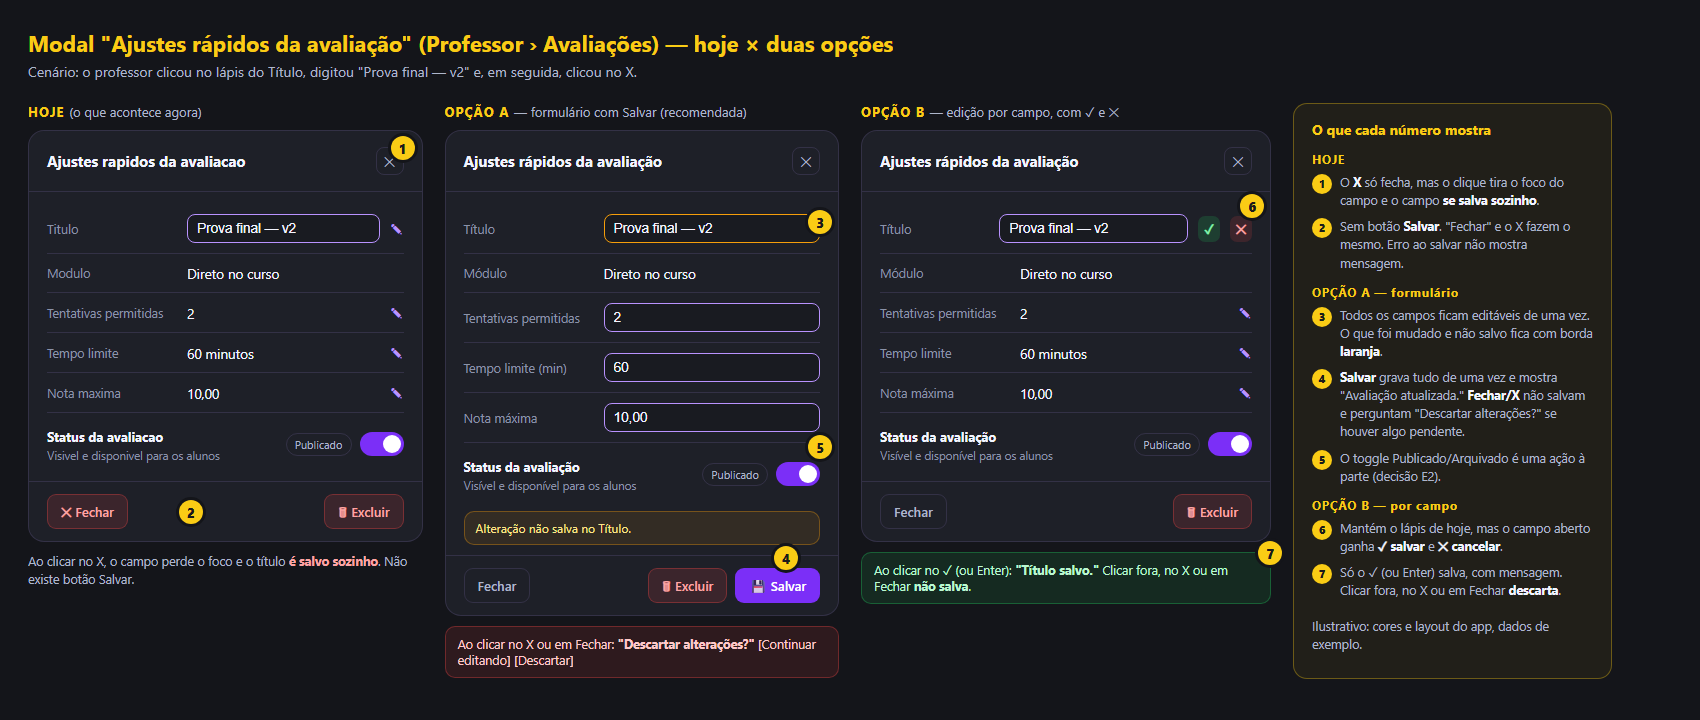 Modal "Ajustes rápidos da avaliação" (Professor › Avaliações) — hoje × duas opções
Cenário: o professor clicou no lápis do Título, digitou "Prova final — v2" e, em seguida, clicou no X.
HOJE (o que acontece agora)
Ajustes rapidos da avaliacao
✕
1
Titulo
Prova final — v2
Modulo
Direto no curso
Tentativas permitidas
2
Tempo limite
60 minutos
Nota maxima
10,00
Status da avaliacao
Visivel e disponivel para os alunos
Publicado
✕ Fechar
2
Excluir
Ao clicar no X, o campo perde o foco e o título é salvo sozinho. Não
existe botão Salvar.
OPÇÃO A — formulário com Salvar (recomendada)
Ajustes rápidos da avaliação
✕
Título
Prova final — v2
3
Módulo
Direto no curso
Tentativas permitidas
2
Tempo limite (min)
60
Nota máxima
10,00
5
Status da avaliação
Visível e disponível para os alunos
Publicado
Alteração não salva no Título.
4
Fechar
Excluir
Salvar
Ao clicar no X ou em Fechar: "Descartar alterações?" [Continuar
editando] [Descartar]
OPÇÃO B — edição por campo, com ✓ e ✕
Ajustes rápidos da avaliação
✕
6
Título
Prova final — v2
✓
✕
Módulo
Direto no curso
Tentativas permitidas
2
Tempo limite
60 minutos
Nota máxima
10,00
Status da avaliação
Visível e disponível para os alunos
Publicado
Fechar
Excluir
7
Ao clicar no ✓ (ou Enter): "Título salvo." Clicar fora, no X ou em
Fechar não salva.
O que cada número mostra
HOJE
1 O X só fecha, mas o clique tira o foco do
campo e o campo se salva sozinho.
2 Sem botão Salvar. "Fechar" e o X fazem o
mesmo. Erro ao salvar não mostra
mensagem.
OPÇÃO A — formulário
3 Todos os campos ficam editáveis de uma vez.
O que foi mudado e não salvo fica com borda
laranja.
4 Salvar grava tudo de uma vez e mostra
"Avaliação atualizada." Fechar/X não salvam
e perguntam "Descartar alterações?" se
houver algo pendente.
5 O toggle Publicado/Arquivado é uma ação à
parte (decisão E2).
OPÇÃO B — por campo
6 Mantém o lápis de hoje, mas o campo aberto
ganha ✓ salvar e ✕ cancelar.
7 Só o ✓ (ou Enter) salva, com mensagem.
Clicar fora, no X ou em Fechar descarta.
Ilustrativo: cores e layout do app, dados de
exemplo.